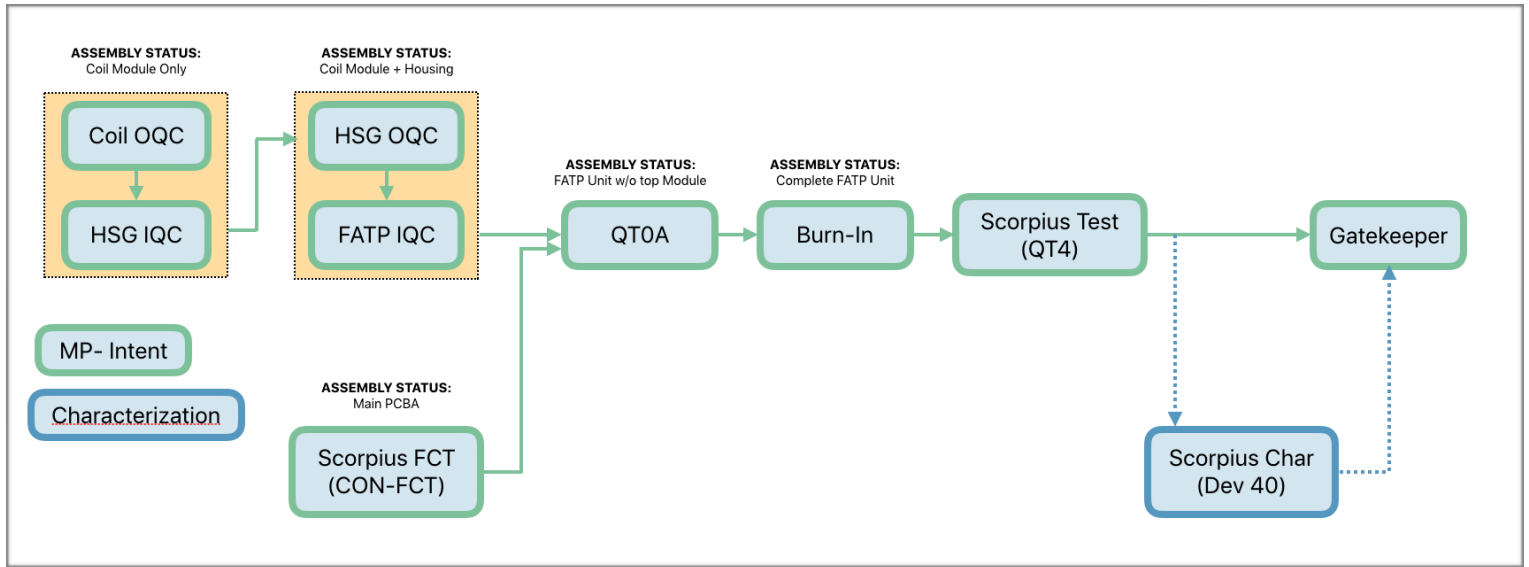 ASSEMBLY STATUS:
Coil Module Only
Coil OQC
HSG IQC
ASSEMBLY STATUS:
Coil Module + Housing
HSG OQC
FATP IQC
ASSEMBLY STATUS:
FATP Unit w/o top Module
QT0A
ASSEMBLY STATUS:
Complete FATP Unit
Burn-In
Scorpius Test
(QT4)
Gatekeeper
MP- Intent
Characterization
ASSEMBLY STATUS:
Main PCBA
Scorpius FCT
(CON-FCT)
Scorpius Char
(Dev 40)